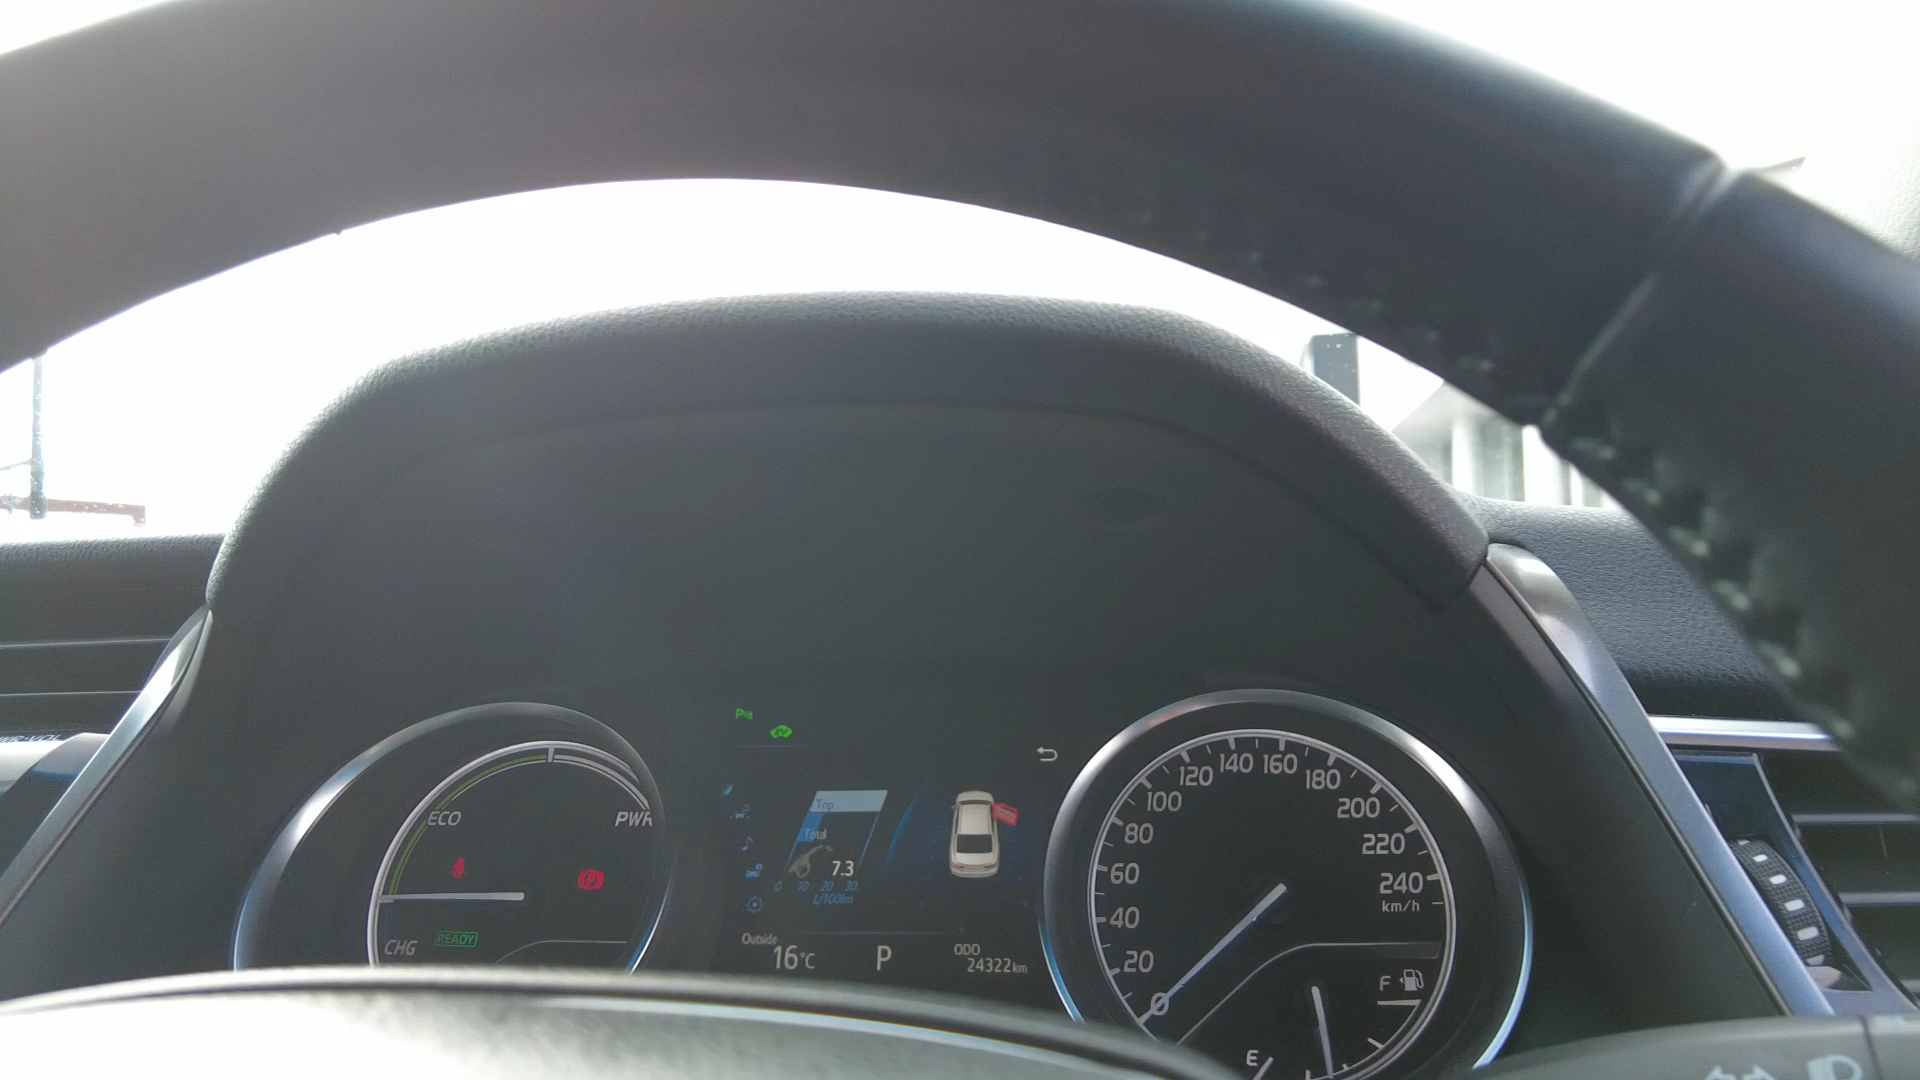 ECO
PWR
CHG
READY
P
EV
Trip
Total
7.3
0 10 20 30
L/100km
Outside
16°C
P
ODO
24322km
0
20
40
60
80
100
120
140
160
180
200
220
240
km/h
F
E